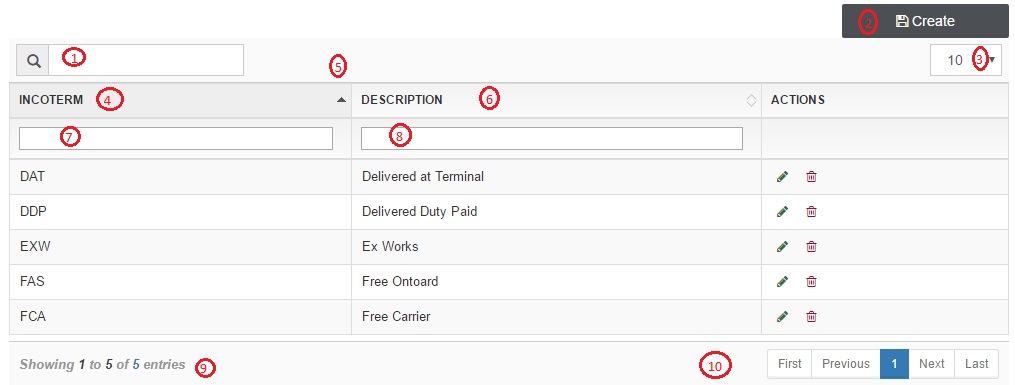 2 Create
1 10 3
5
INCOTERM 4 DESCRIPTION 6 ACTIONS
7 8
DAT Delivered at Terminal
DDP Delivered Duty Paid
EXW Ex Works
FAS Free Ontoard
FCA Free Carrier
Showing 1 to 5 of 5 entries 9 10 First Previous 1 Next Last